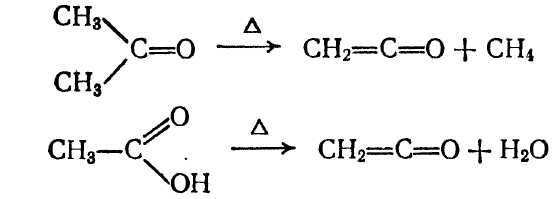 CH3
C=O △ CH2=C=O + CH4
CH3
O
CH3—C △ CH2=C=O + H2O
OH